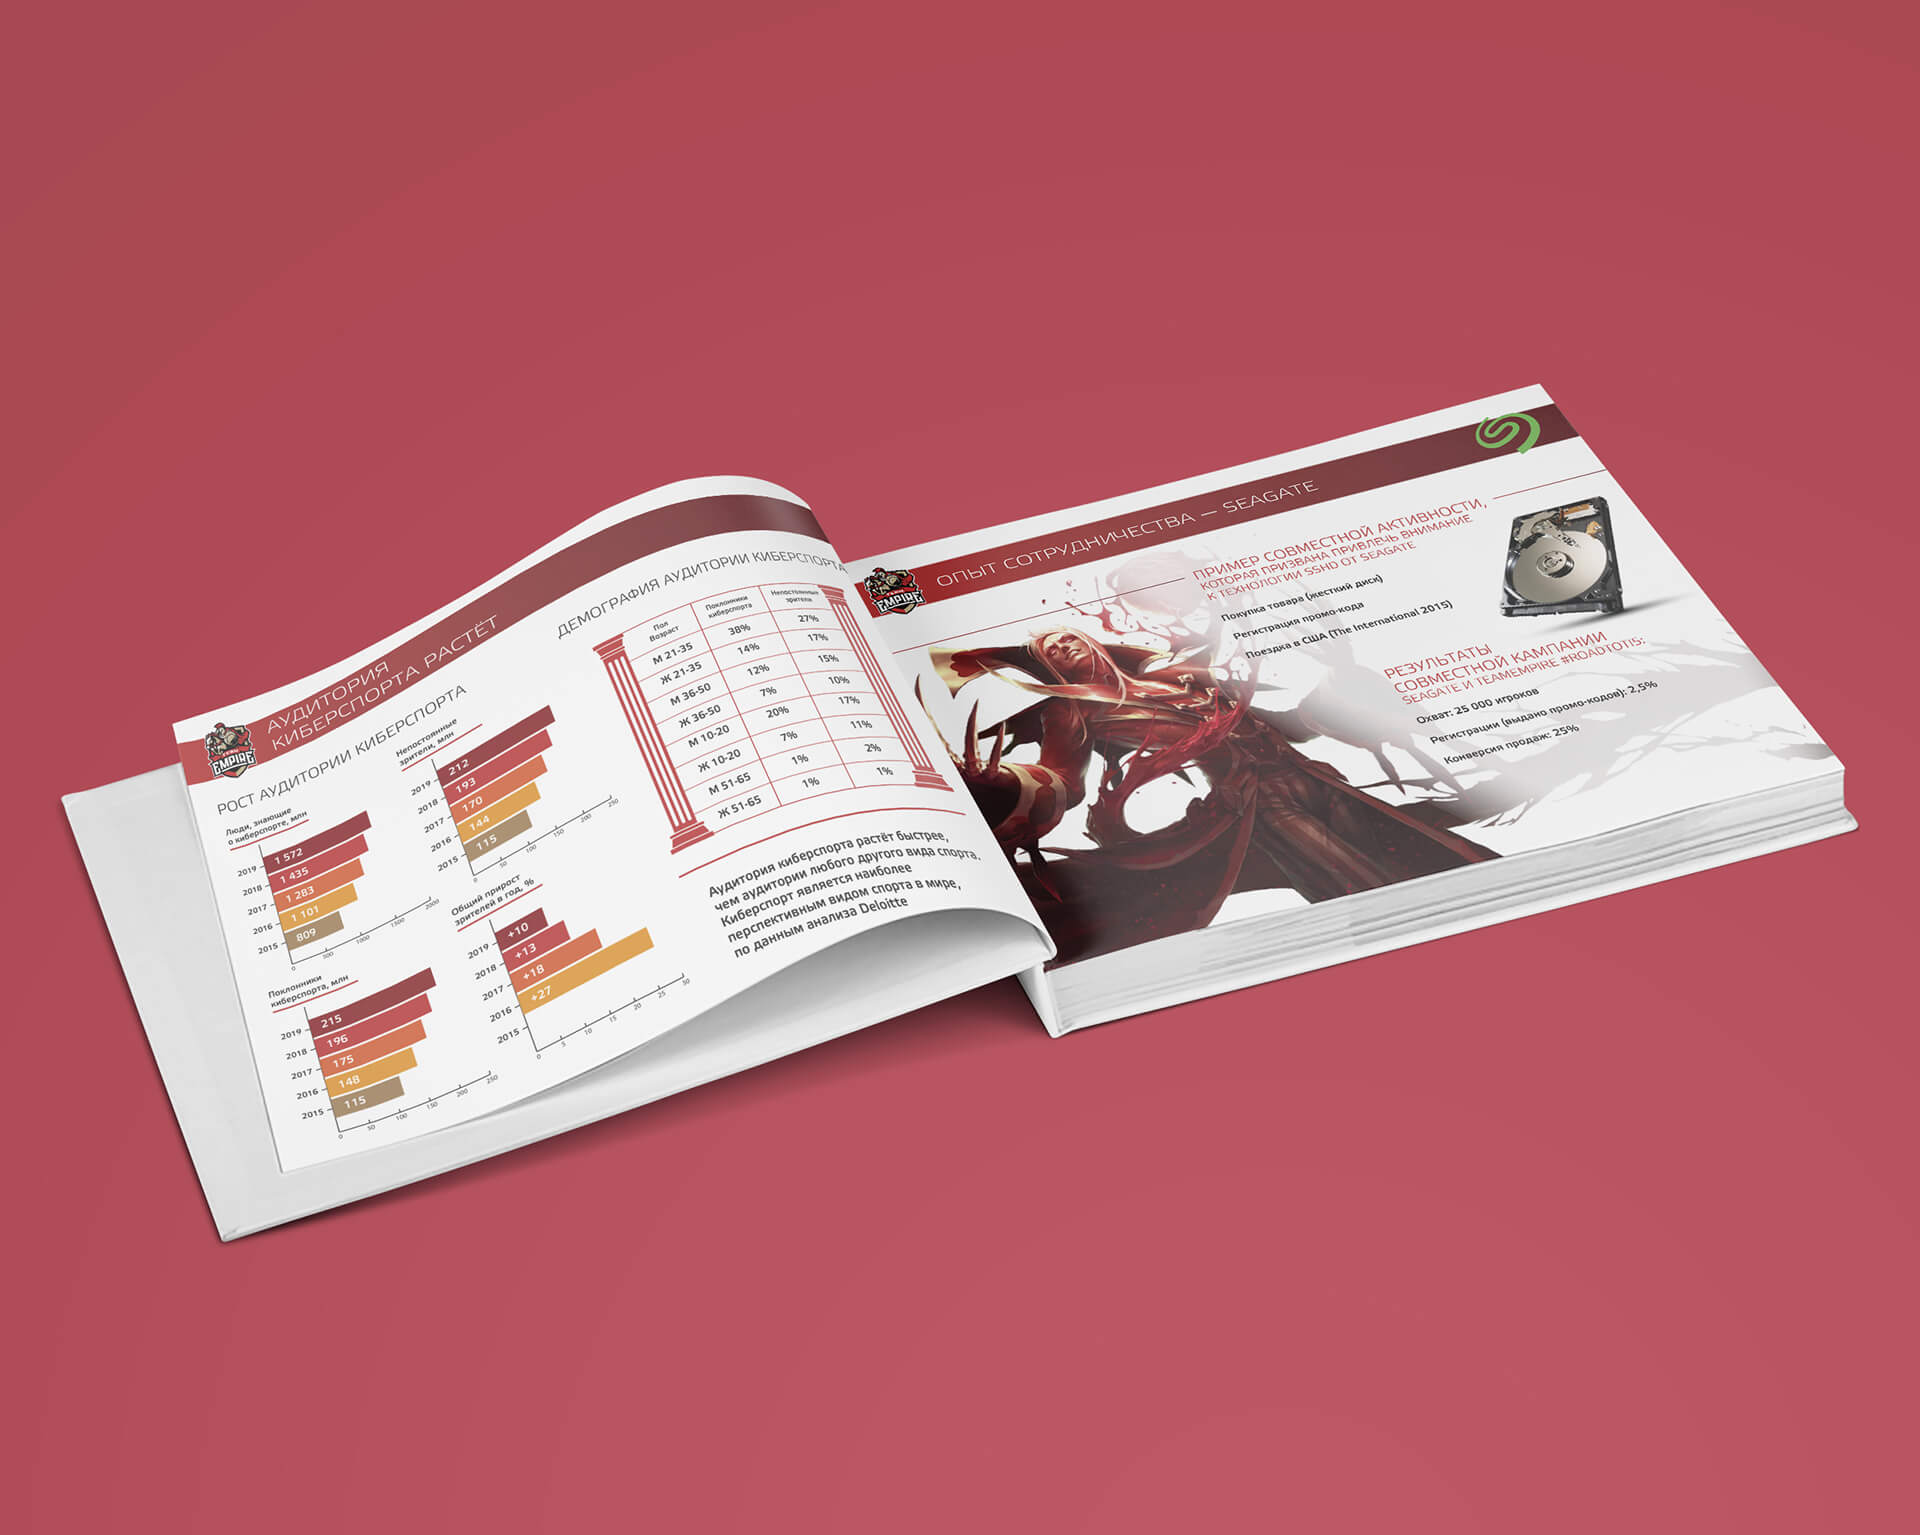 АУДИТОРИЯ
КИБЕРСПОРТА РАСТЁТ
РОСТ АУДИТОРИИ КИБЕРСПОРТА
Люди, знающие
о киберспорте, млн
2019 1 572
2018 1 435
2017 1 283
2016 1 101
2015 809
0 500 1000 1500 2000
Поклонники
киберспорта, млн
2019 215
2018 196
2017 175
2016 148
2015 115
0 50 100 150 200 250
Непостоянные
зрители, млн
2019 212
2018 193
2017 170
2016 144
2015 115
0 50 100 150 200 250
Общий прирост
зрителей в год, %
2019 +10
2018 +13
2017 +18
2016 +27
2015
0 5 10 15 20 25 30
ДЕМОГРАФИЯ АУДИТОРИИ КИБЕРСПОРТА
Пол Поклонники Непостоянные
Возраст киберспорта зрители
М 21-35 38% 27%
Ж 21-35 14% 17%
М 36-50 12% 15%
Ж 36-50 7% 10%
М 10-20 20% 17%
Ж 10-20 7% 11%
М 51-65 1% 2%
Ж 51-65 1% 1%
Аудитория киберспорта растёт быстрее,
чем аудитории любого другого вида спорта.
Киберспорт является наиболее
перспективным видом спорта в мире,
по данным анализа Deloitte
EMPIRE
EMPIRE
ОПЫТ СОТРУДНИЧЕСТВА — SEAGATE
ПРИМЕР СОВМЕСТНОЙ АКТИВНОСТИ,
КОТОРАЯ ПРИЗВАНА ПРИВЛЕЧЬ ВНИМАНИЕ
К ТЕХНОЛОГИИ SSHD ОТ SEAGATE
Покупка товара (жесткий диск)
Регистрация промо-кода
Поездка в США (The International 2015)
РЕЗУЛЬТАТЫ
СОВМЕСТНОЙ КАМПАНИИ
SEAGATE И TEAMEMPIRE #ROADTOTI5:
Охват: 25 000 игроков
Регистрации (выдано промо-кодов): 2,5%
Конверсия продаж: 25%